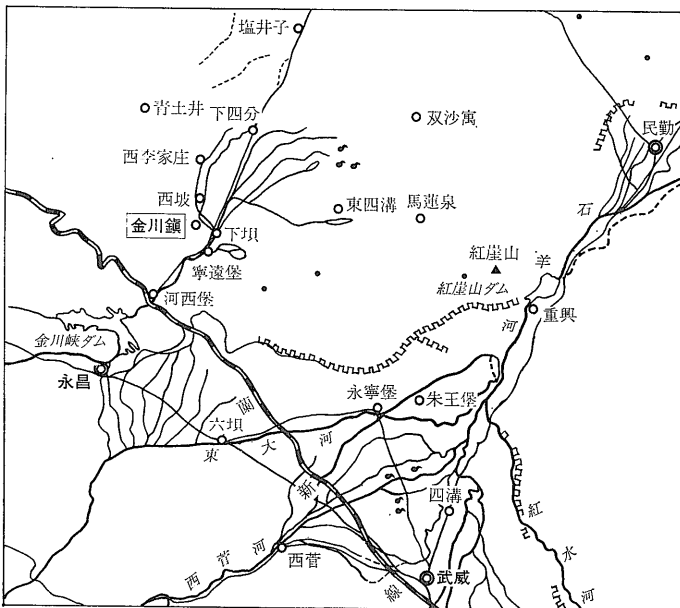 塩井子
青土井
下四分
双沙窩
民勤
西李家庄
西坡
東四溝
馬蓮泉
石羊河
金川鎮
下垻
寧遠堡
紅崖山
紅崖山ダム
河西堡
重興
金川峡ダム
永昌
永寧堡
朱王堡
六垻
東大河
蘭新線
四溝
紅水河
西菅河
西菅
武威